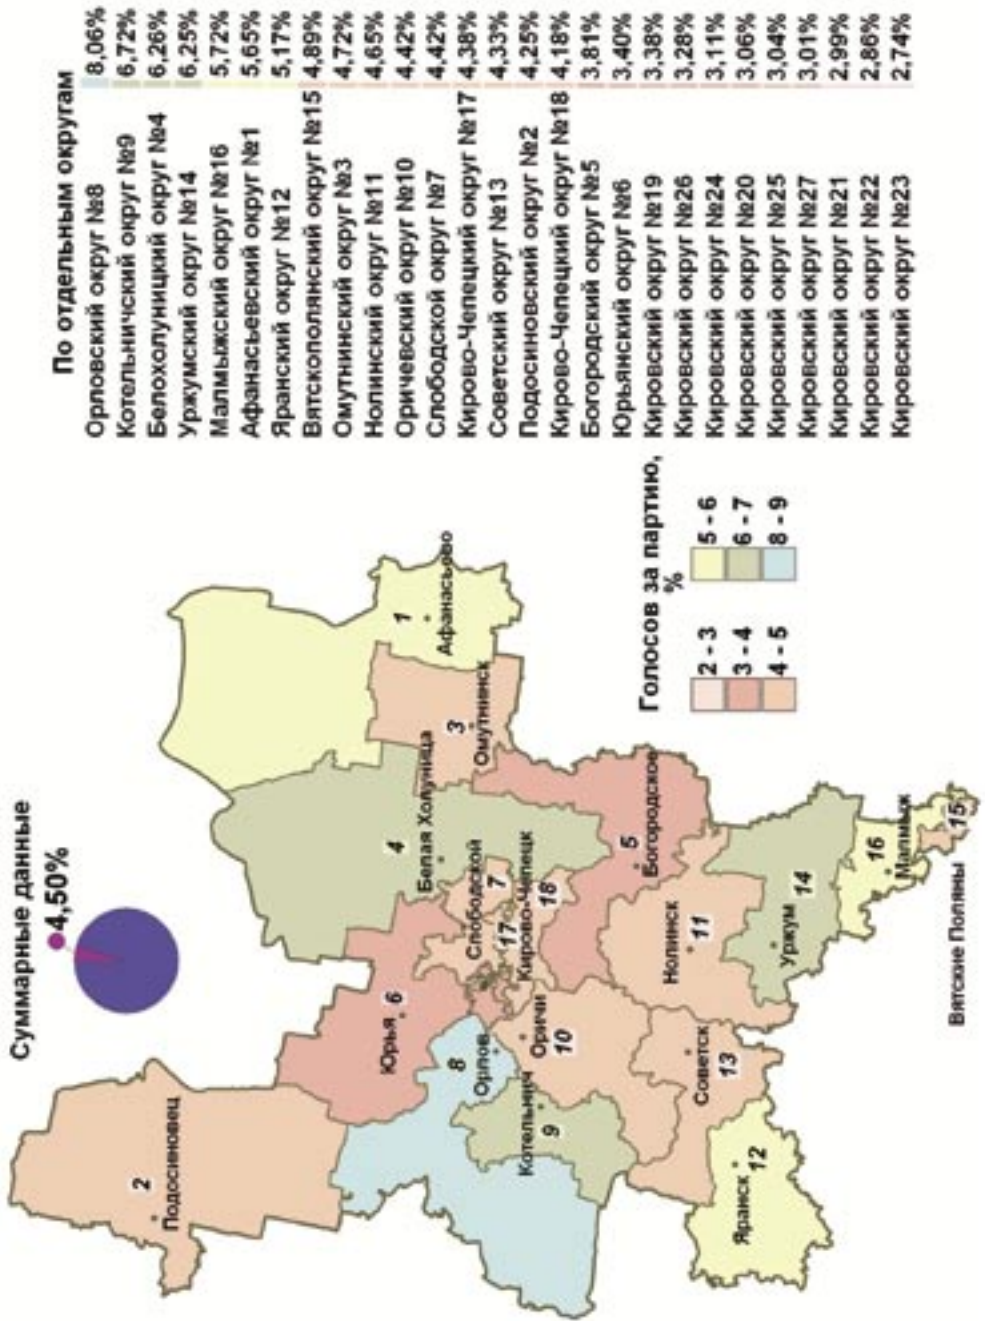 Суммарные данные
4,50%
По отдельным округам
Орловский округ №8 8,06%
Котельничский округ №9 6,72%
Белохолуницкий округ №4 6,26%
Уржумский округ №14 6,25%
Малмыжский округ №16 5,72%
Афанасьевский округ №1 5,65%
Яранский округ №12 5,17%
Вятскополянский округ №15 4,89%
Омутнинский округ №3 4,72%
Нолинский округ №11 4,65%
Оричевский округ №10 4,42%
Слободской округ №7 4,42%
Кирово-Чепецкий округ №17 4,38%
Советский округ №13 4,33%
Подосиновский округ №2 4,25%
Кирово-Чепецкий округ №18 4,18%
Богородский округ №5 3,81%
Юрьянский округ №6 3,40%
Кировский округ №19 3,38%
Кировский округ №26 3,28%
Кировский округ №24 3,11%
Кировский округ №20 3,06%
Кировский округ №25 3,04%
Кировский округ №27 3,01%
Кировский округ №21 2,99%
Кировский округ №22 2,86%
Кировский округ №23 2,74%
2
Подосиновец
Юрья 6
4
Белая Холуница
1
Афанасьево
3
Омутнинск
8
Орлов
Слободской
7
17
Кирово-Чепецк
18
Котельнич
9
Оричи
10
5
Богородское
Нолинск
11
Советск
13
Яранск
12
Уржум
14
16
Малмыж
15
Вятские Поляны
Голосов за партию,
%
2 - 3
3 - 4
4 - 5
5 - 6
6 - 7
8 - 9